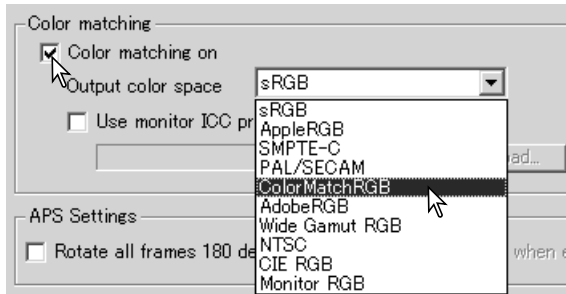 Color matching
Color matching on
Output color space sRGB
sRGB
Use monitor ICC pr
AppleRGB
SMPTE-C
ad...
PAL/SECAM
ColorMatchRGB
AdobeRGB
APS Settings
Wide Gamut RGB
NTSC
Rotate all frames 180 de
when e
CIE RGB
Monitor RGB